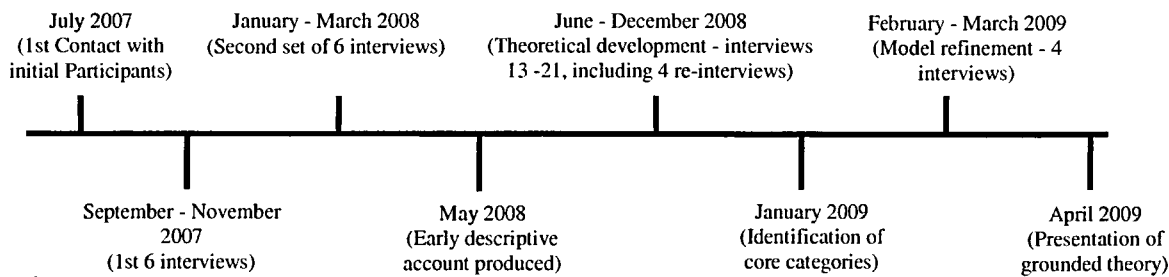 July 2007
(1st Contact with
initial Participants)
January - March 2008
(Second set of 6 interviews)
June - December 2008
(Theoretical development - interviews
13 -21, including 4 re-interviews)
February - March 2009
(Model refinement - 4
interviews)
September - November
2007
(1st 6 interviews)
May 2008
(Early descriptive
account produced)
January 2009
(Identification of
core categories)
April 2009
(Presentation of
grounded theory)